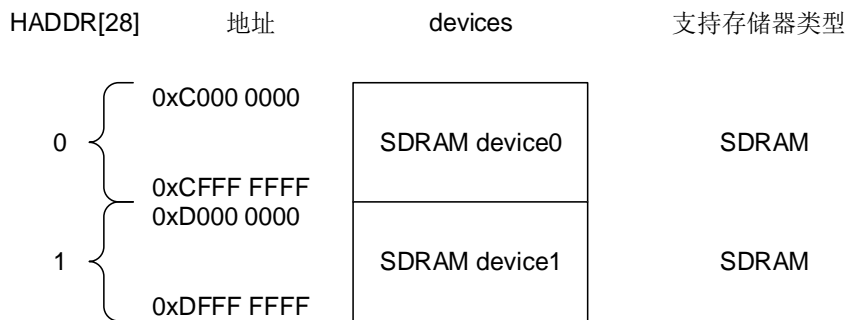 HADDR[28] 地址 devices 支持存储器类型
0xC000 0000
0 SDRAM device0 SDRAM
0xCFFF FFFF
0xD000 0000
1 SDRAM device1 SDRAM
0xDFFF FFFF